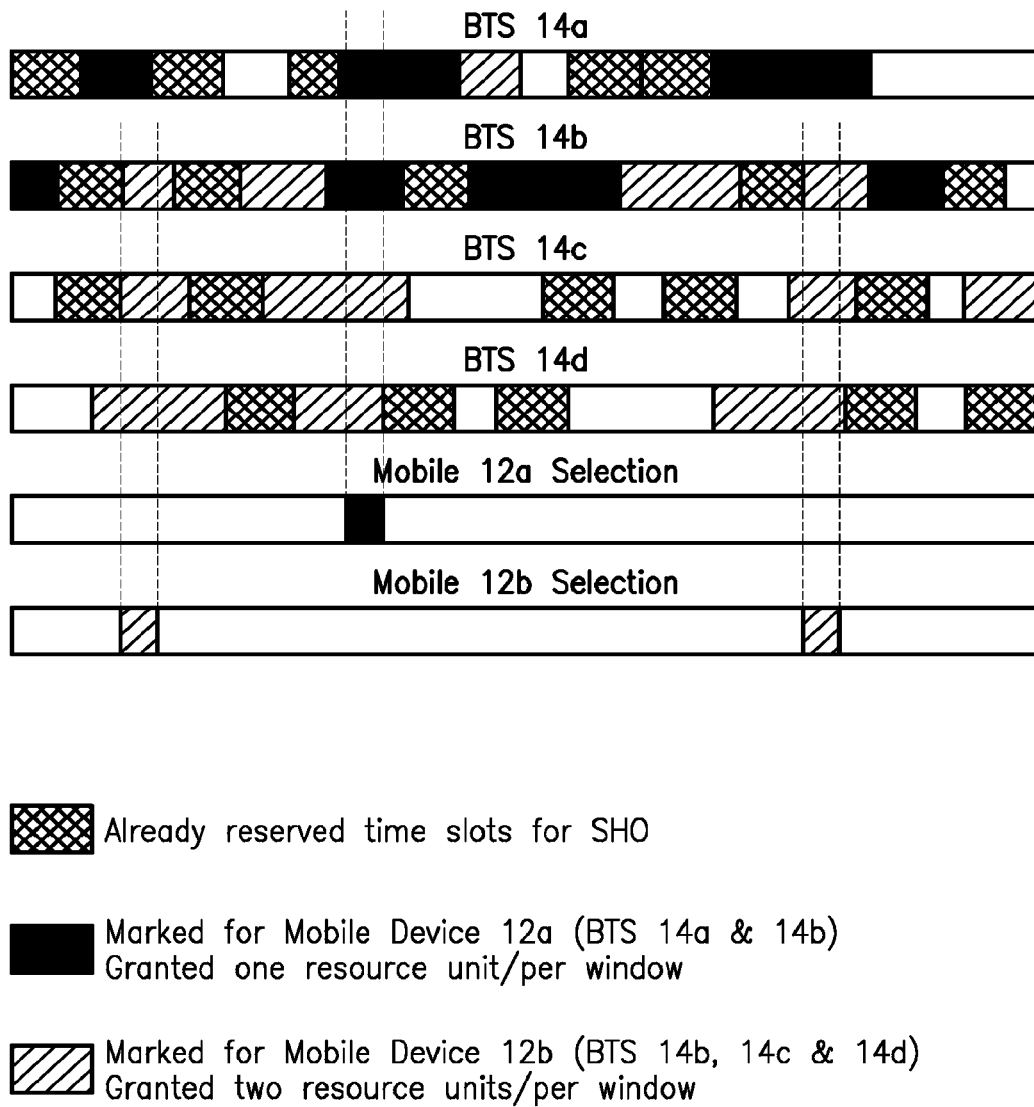 BTS 14a
BTS 14b
BTS 14c
BTS 14d
Mobile 12a Selection
Mobile 12b Selection
Already reserved time slots for SHO
Marked for Mobile Device 12a (BTS 14a & 14b)
Granted one resource unit/per window
Marked for Mobile Device 12b (BTS 14b, 14c & 14d)
Granted two resource units/per window